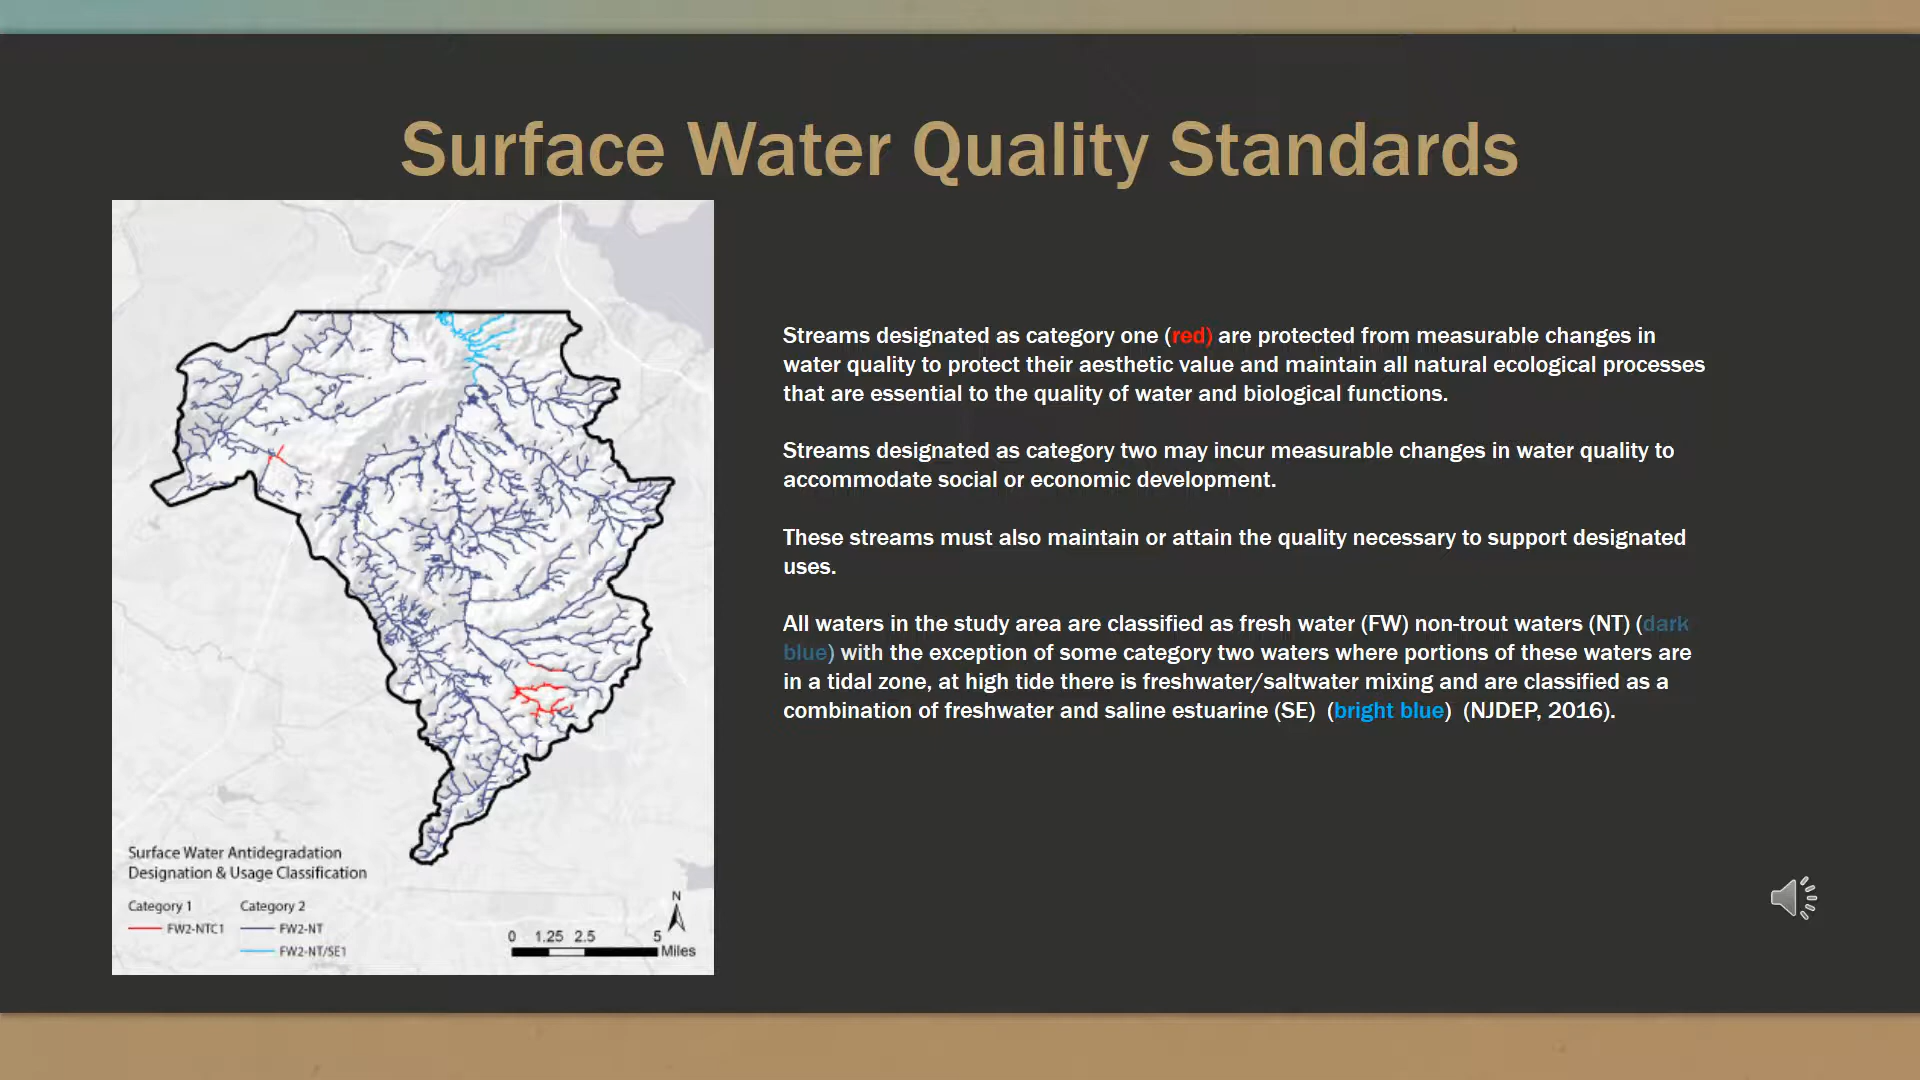 Surface Water Quality Standards
Streams designated as category one (red) are protected from measurable changes in
water quality to protect their aesthetic value and maintain all natural ecological processes
that are essential to the quality of water and biological functions.
Streams designated as category two may incur measurable changes in water quality to
accommodate social or economic development.
These streams must also maintain or attain the quality necessary to support designated
uses.
All waters in the study area are classified as fresh water (FW) non-trout waters (NT) (dark
blue) with the exception of some category two waters where portions of these waters are
in a tidal zone, at high tide there is freshwater/saltwater mixing and are classified as a
combination of freshwater and saline estuarine (SE) (bright blue) (NJDEP, 2016).
Surface Water Antidegradation
Designation & Usage Classification
Category 1 Category 2
FW2-NTC1 FW2-NT
FW2-NT/SE1
N
0 1.25 2.5 5
Miles